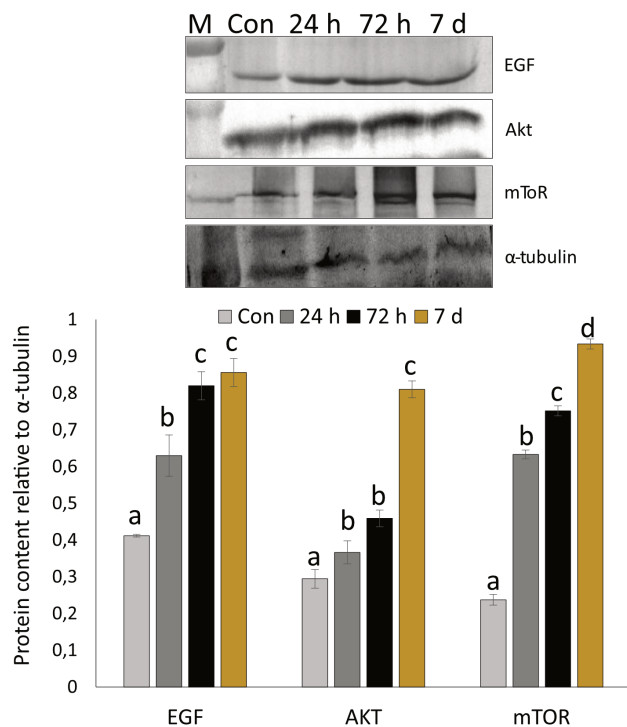 M Con 24 h 72 h 7 d
EGF
Akt
mToR
α-tubulin
Con 24 h 72 h 7 d
Protein content relative to α-tubulin
1
0,9
0,8
0,7
0,6
0,5
0,4
0,3
0,2
0,1
0
a b c c
a b b c
a b c d
EGF AKT mTOR